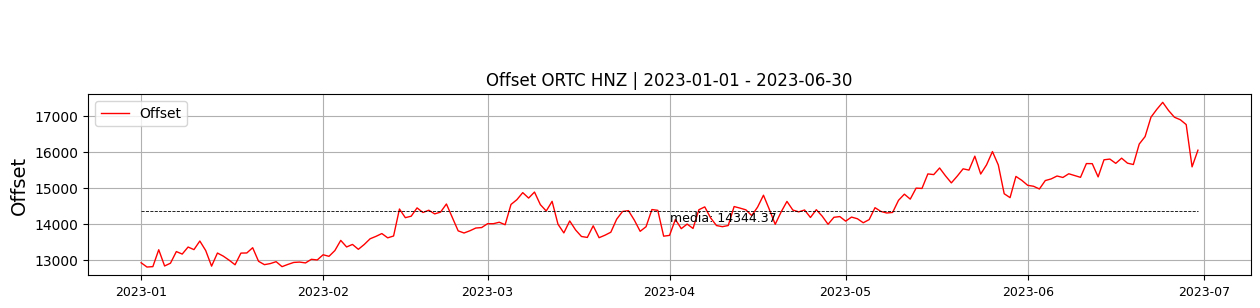 Offset ORTC HNZ | 2023-01-01 - 2023-06-30
Offset
17000
16000
15000
14000
13000
Offset
media: 14344.37
2023-01 2023-02 2023-03 2023-04 2023-05 2023-06 2023-07